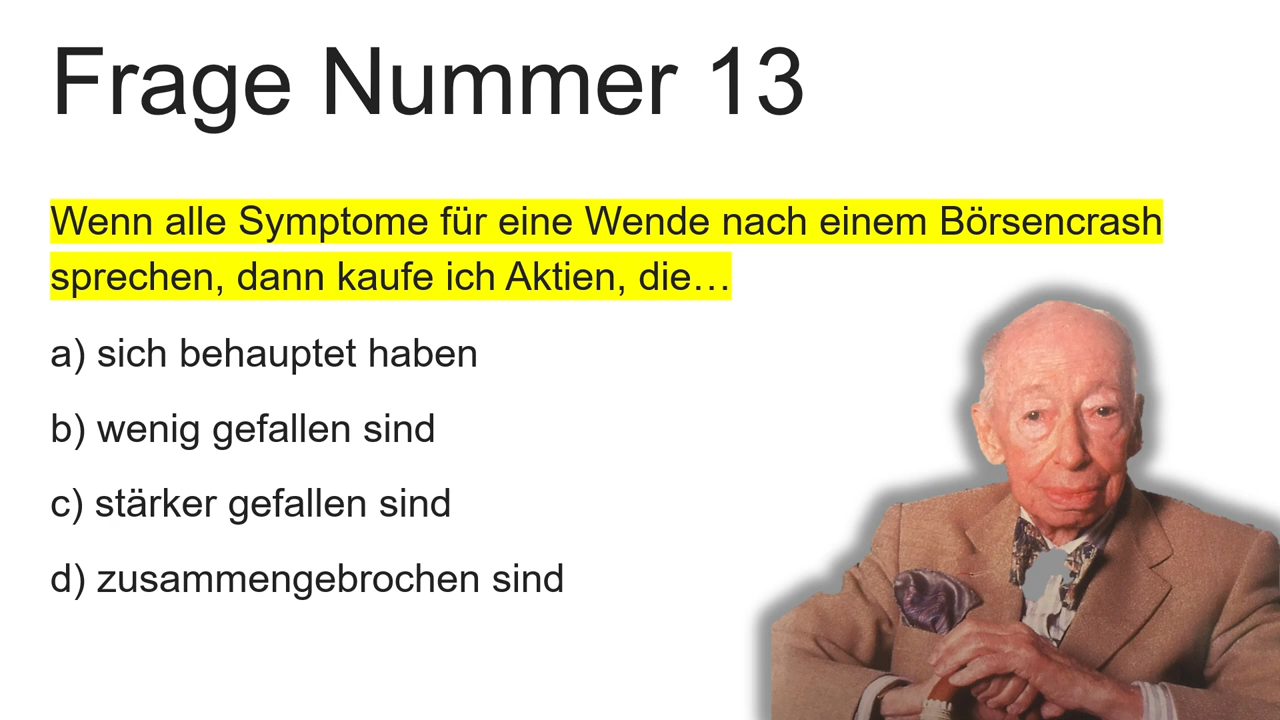 Frage Nummer 13
Wenn alle Symptome für eine Wende nach einem Börsencrash
sprechen, dann kaufe ich Aktien, die…
a) sich behauptet haben
b) wenig gefallen sind
c) stärker gefallen sind
d) zusammengebrochen sind